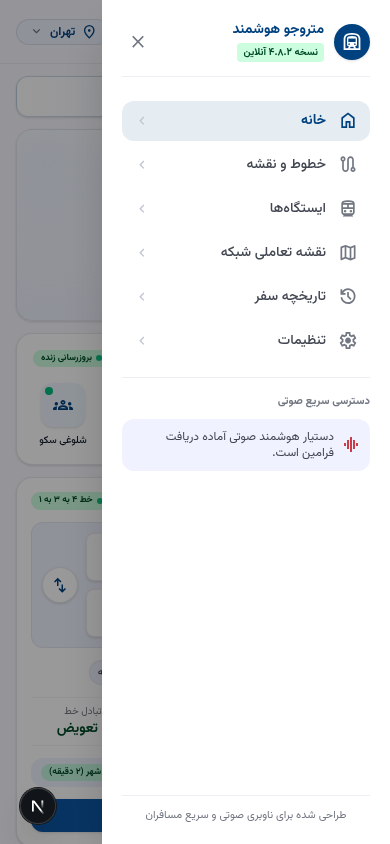 متروجو هوشمند
نسخه ۴.۸.۲ آنلاین
خانه
خطوط و نقشه
ایستگاه‌ها
نقشه تعاملی شبکه
تاریخچه سفر
تنظیمات
دسترسی سریع صوتی
دستیار هوشمند صوتی آماده دریافت
فرامین است.
طراحی شده برای ناوبری صوتی و سریع مسافران
تهران
بروزرسانی زنده
شلوغی سکو
خط ۴ به ۳ به ۱
تبادل خط
تعویض
شهر (۲ دقیقه)
N